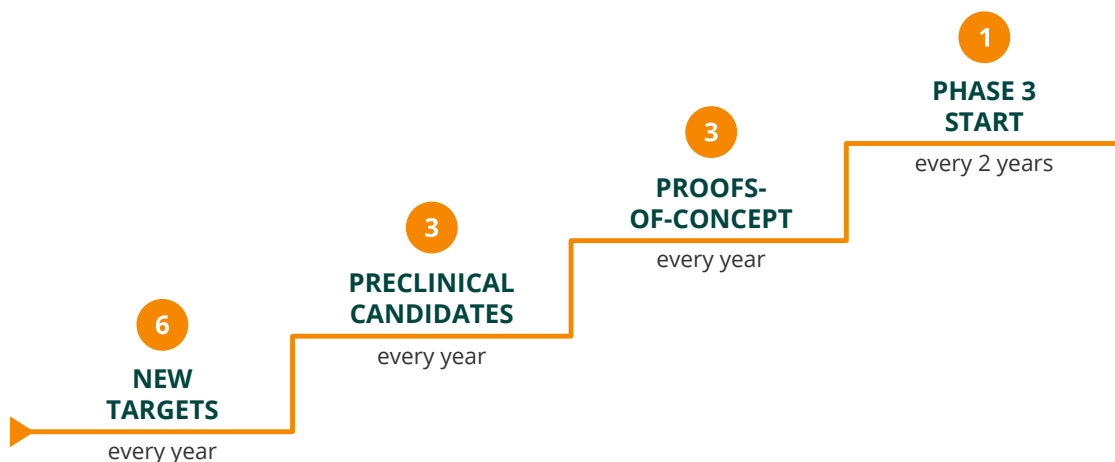 6
NEW
TARGETS
every year
3
PRECLINICAL
CANDIDATES
every year
3
PROOFS-
OF-CONCEPT
every year
1
PHASE 3
START
every 2 years